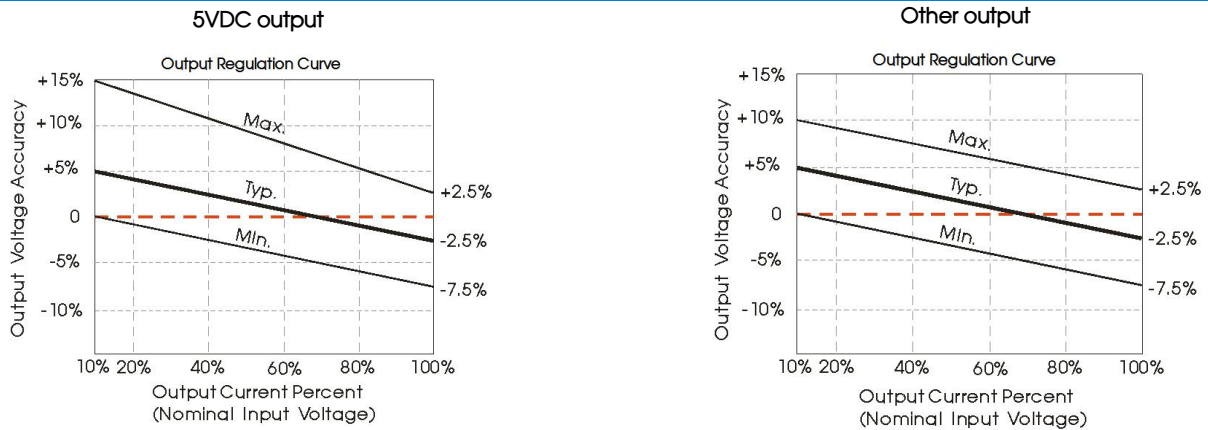 5VDC output
Output Regulation Curve
Output Voltage Accuracy
+15%
+10%
+5%
0
-5%
-10%
Max.
Typ.
Min.
+2.5%
-2.5%
-7.5%
10% 20% 40% 60% 80% 100%
Output Current Percent
(Nominal Input Voltage)
Other output
Output Regulation Curve
Output Voltage Accuracy
+15%
+10%
+5%
0
-5%
-10%
Max.
Typ.
Min.
+2.5%
-2.5%
-7.5%
10% 20% 40% 60% 80% 100%
Output Current Percent
(Nominal Input Voltage)